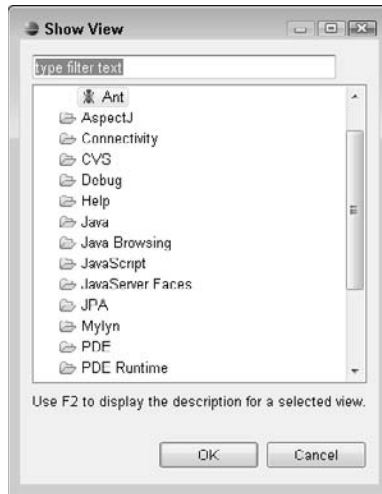 Show View
type filter text
Ant
AspectJ
Connectivity
CVS
Debug
Help
Java
Java Browsing
JavaScript
JavaServer Faces
JPA
Mylyn
PDE
PDE Runtime
Use F2 to display the description for a selected view.
OK
Cancel